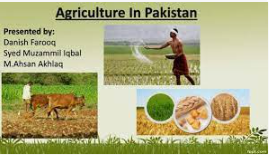 Agriculture In Pakistan
Presented by:
Danish Farooq
Syed Muzammil Iqbal
M.Ahsan Akhlaq